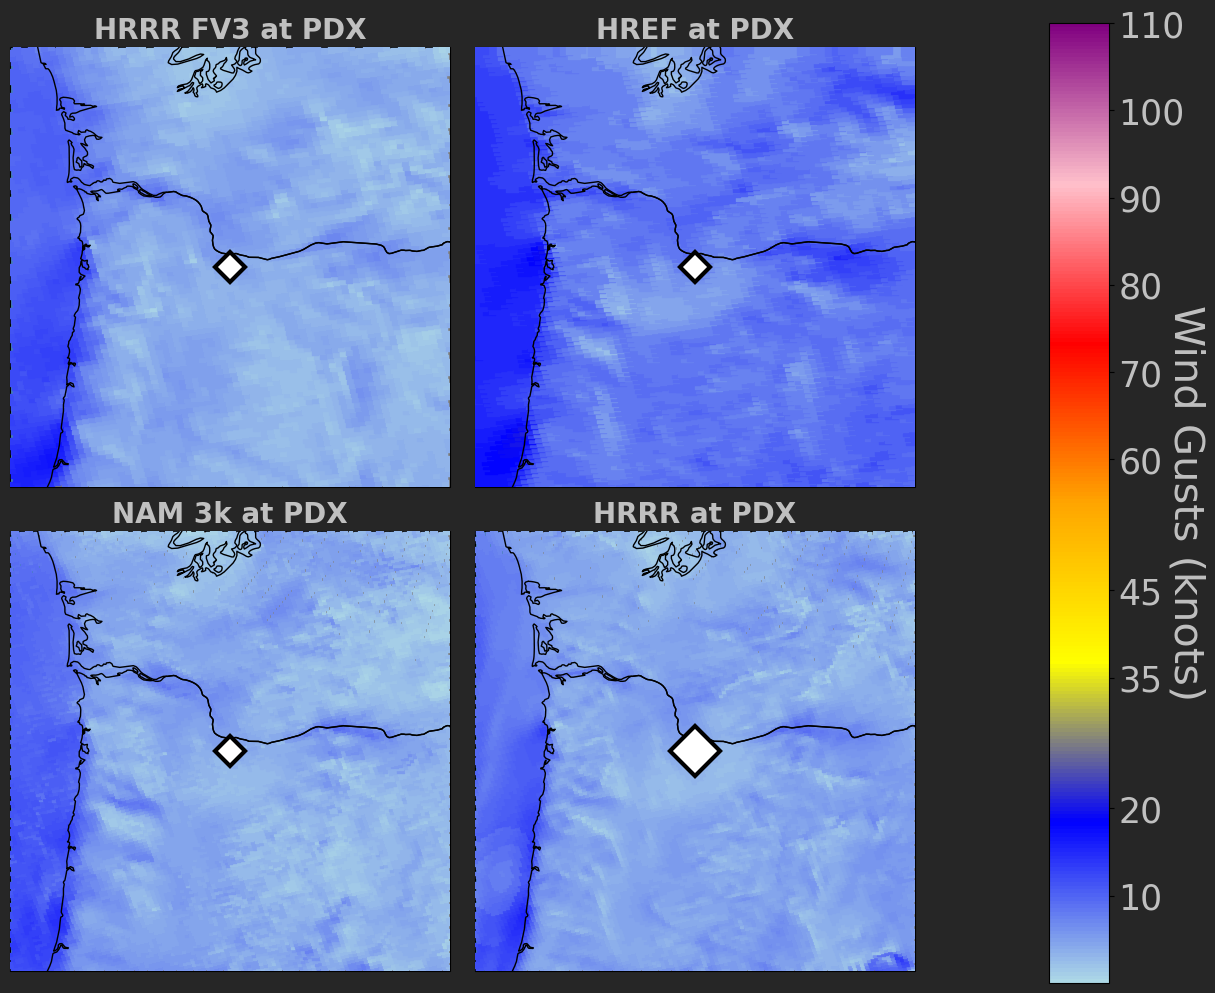 HRRR FV3 at PDX
HREF at PDX
NAM 3k at PDX
HRRR at PDX
110
100
90
80
70
60
45
35
20
10
Wind Gusts (knots)